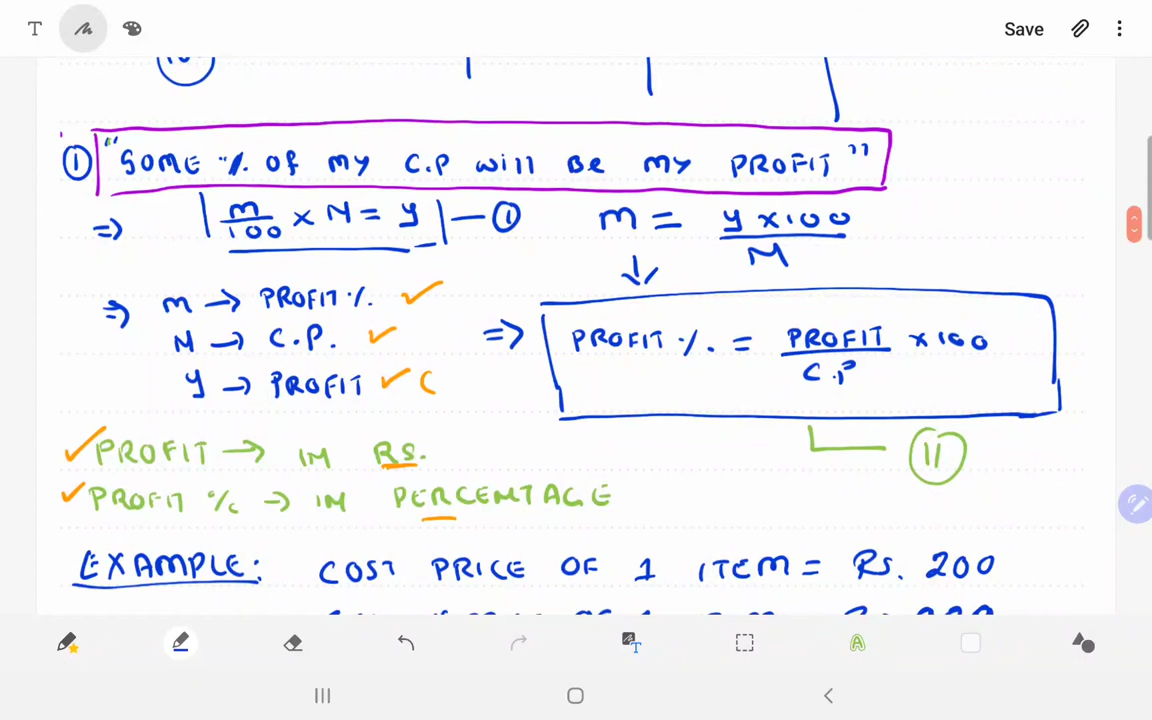 T Save
① "SOME % OF MY C.P WILL BE MY PROFIT"
=> | m/100 × N = y | — ① m = y × 100 / N
=> m → PROFIT %. ✓
N → C.P. ✓ => PROFIT %. = PROFIT / C.P × 100
y → PROFIT ✓ (
✓ PROFIT → IN RS. 11
✓ PROFIT % → IN PERCENTAGE
EXAMPLE: COST PRICE OF 1 ITEM = RS. 200